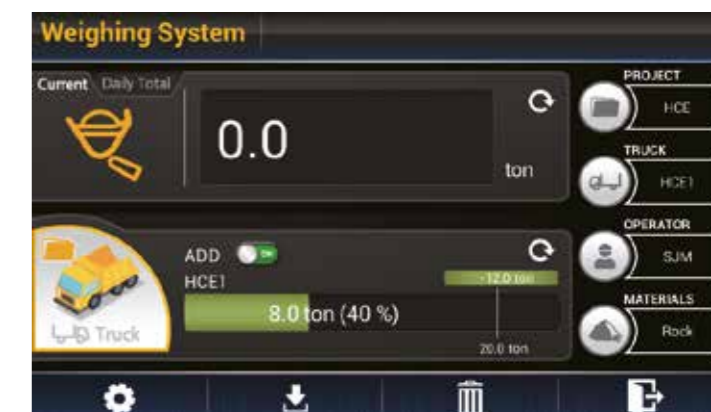 Weighing System
Current Daily Total
0.0
ton
PROJECT
HCE
TRUCK
HCE1
OPERATOR
SJM
MATERIALS
Rock
ADD ON
HCE1
-12.0 ton
8.0 ton (40 %)
20.0 ton
Truck